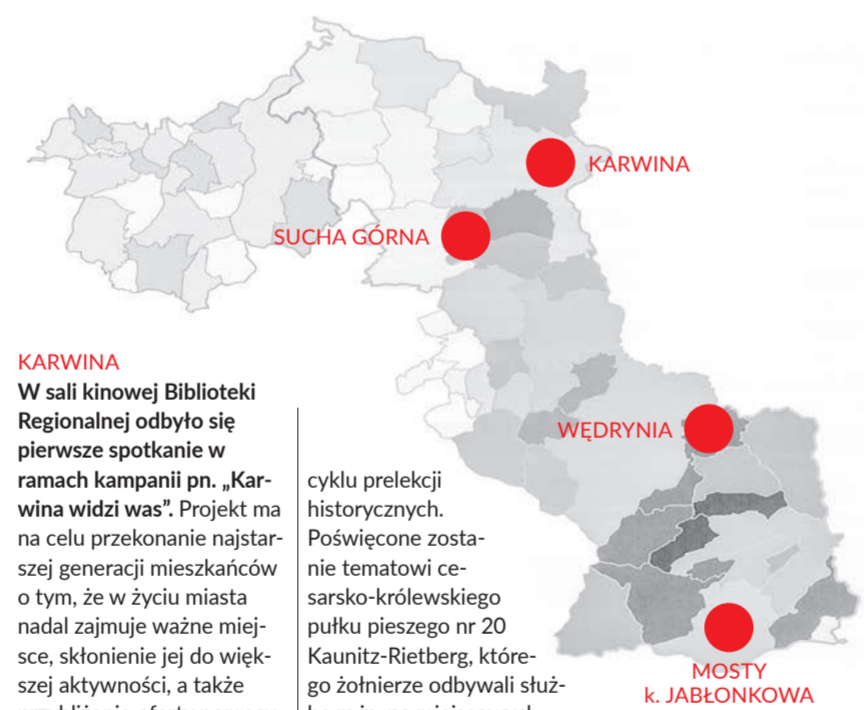 KARWINA
SUCHA GÓRNA
WĘDRYNIA
MOSTY
k. JABŁONKOWA
KARWINA
W sali kinowej Biblioteki
Regionalnej odbyło się
pierwsze spotkanie w
ramach kampanii pn. „Kar-
wina widzi was”. Projekt ma
na celu przekonanie najstar-
szej generacji mieszkańców
o tym, że w życiu miasta
nadal zajmuje ważne miej-
sce, skłonienie jej do więk-
szej aktywności, a także
cyklu prelekcji
historycznych.
Poświęcone zosta-
nie tematowi ce-
sarsko-królewskiego
pułku pieszego nr 20
Kaunitz-Rietberg, które-
go żołnierze odbywali służ-